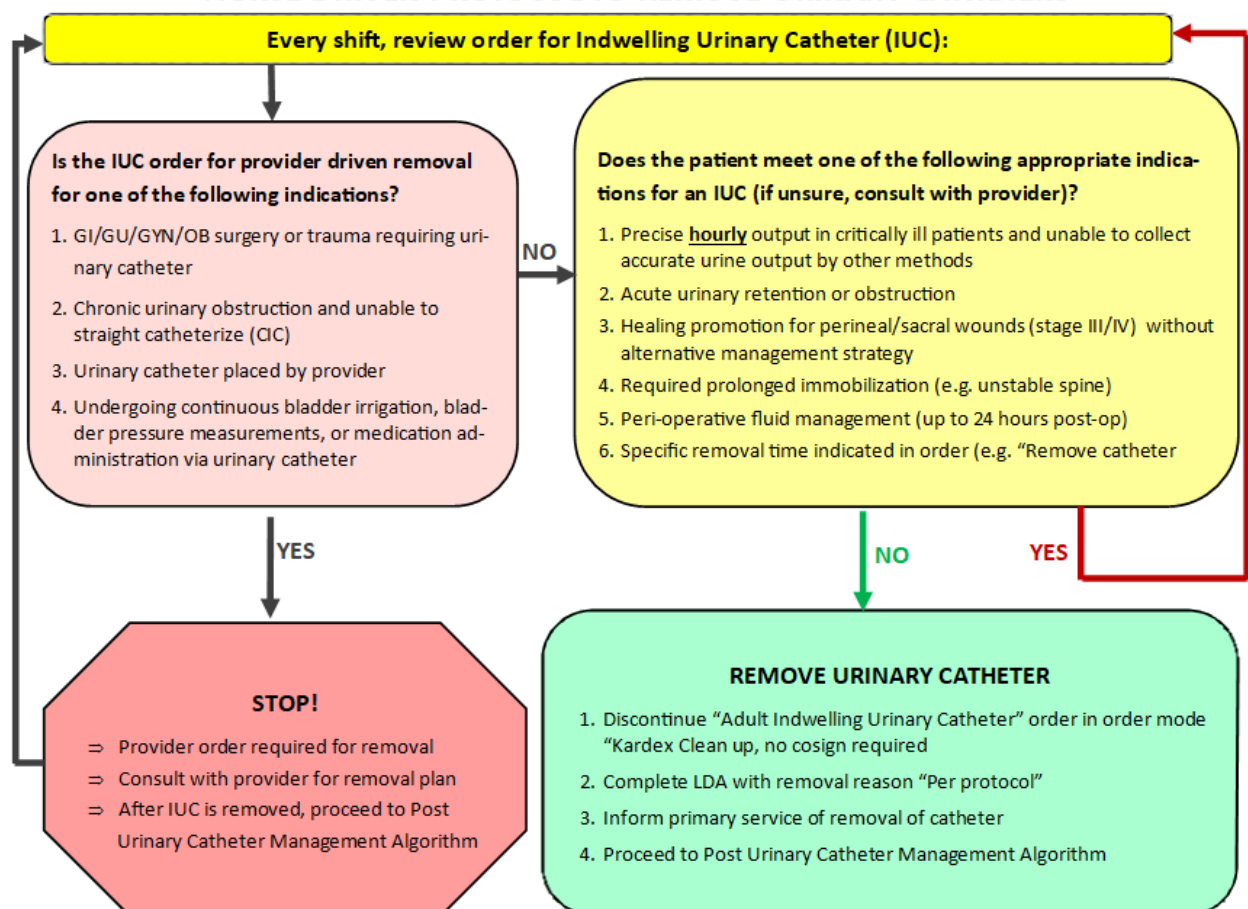 Every shift, review order for Indwelling Urinary Catheter (IUC):
Is the IUC order for provider driven removal
for one of the following indications?
1. GI/GU/GYN/OB surgery or trauma requiring uri-
nary catheter
2. Chronic urinary obstruction and unable to
straight catheterize (CIC)
3. Urinary catheter placed by provider
4. Undergoing continuous bladder irrigation, blad-
der pressure measurements, or medication ad-
ministration via urinary catheter
NO
Does the patient meet one of the following appropriate indica-
tions for an IUC (if unsure, consult with provider)?
1. Precise hourly output in critically ill patients and unable to collect
accurate urine output by other methods
2. Acute urinary retention or obstruction
3. Healing promotion for perineal/sacral wounds (stage III/IV) without
alternative management strategy
4. Required prolonged immobilization (e.g. unstable spine)
5. Peri-operative fluid management (up to 24 hours post-op)
6. Specific removal time indicated in order (e.g. “Remove catheter
YES
NO
YES
STOP!
⇒ Provider order required for removal
⇒ Consult with provider for removal plan
⇒ After IUC is removed, proceed to Post
Urinary Catheter Management Algorithm
REMOVE URINARY CATHETER
1. Discontinue “Adult Indwelling Urinary Catheter” order in order mode
“Kardex Clean up, no cosign required
2. Complete LDA with removal reason “Per protocol”
3. Inform primary service of removal of catheter
4. Proceed to Post Urinary Catheter Management Algorithm